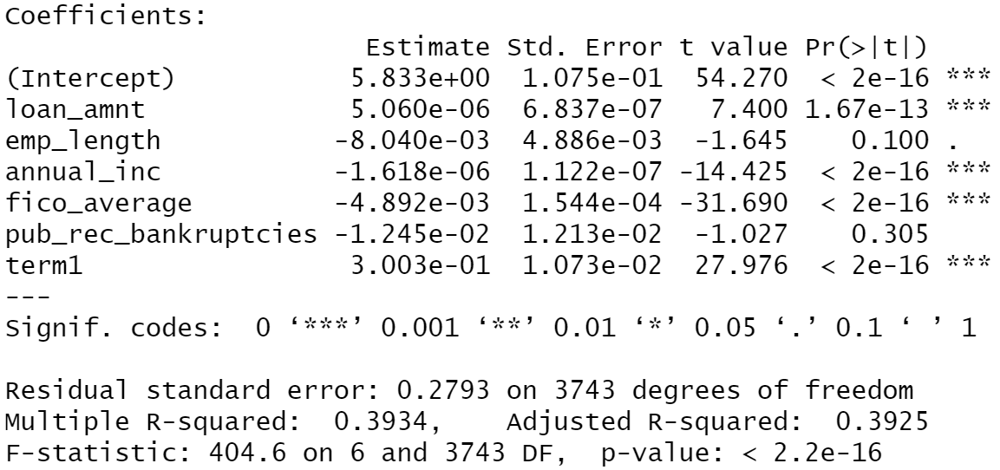 Coefficients:
Estimate Std. Error t value Pr(>|t|)
(Intercept) 5.833e+00 1.075e-01 54.270 < 2e-16 ***
loan_amnt 5.060e-06 6.837e-07 7.400 1.67e-13 ***
emp_length -8.040e-03 4.886e-03 -1.645 0.100 .
annual_inc -1.618e-06 1.122e-07 -14.425 < 2e-16 ***
fico_average -4.892e-03 1.544e-04 -31.690 < 2e-16 ***
pub_rec_bankruptcies -1.245e-02 1.213e-02 -1.027 0.305
term1 3.003e-01 1.073e-02 27.976 < 2e-16 ***
---
Signif. codes: 0 ‘***’ 0.001 ‘**’ 0.01 ‘*’ 0.05 ‘.’ 0.1 ‘ ’ 1
Residual standard error: 0.2793 on 3743 degrees of freedom
Multiple R-squared: 0.3934, Adjusted R-squared: 0.3925
F-statistic: 404.6 on 6 and 3743 DF, p-value: < 2.2e-16